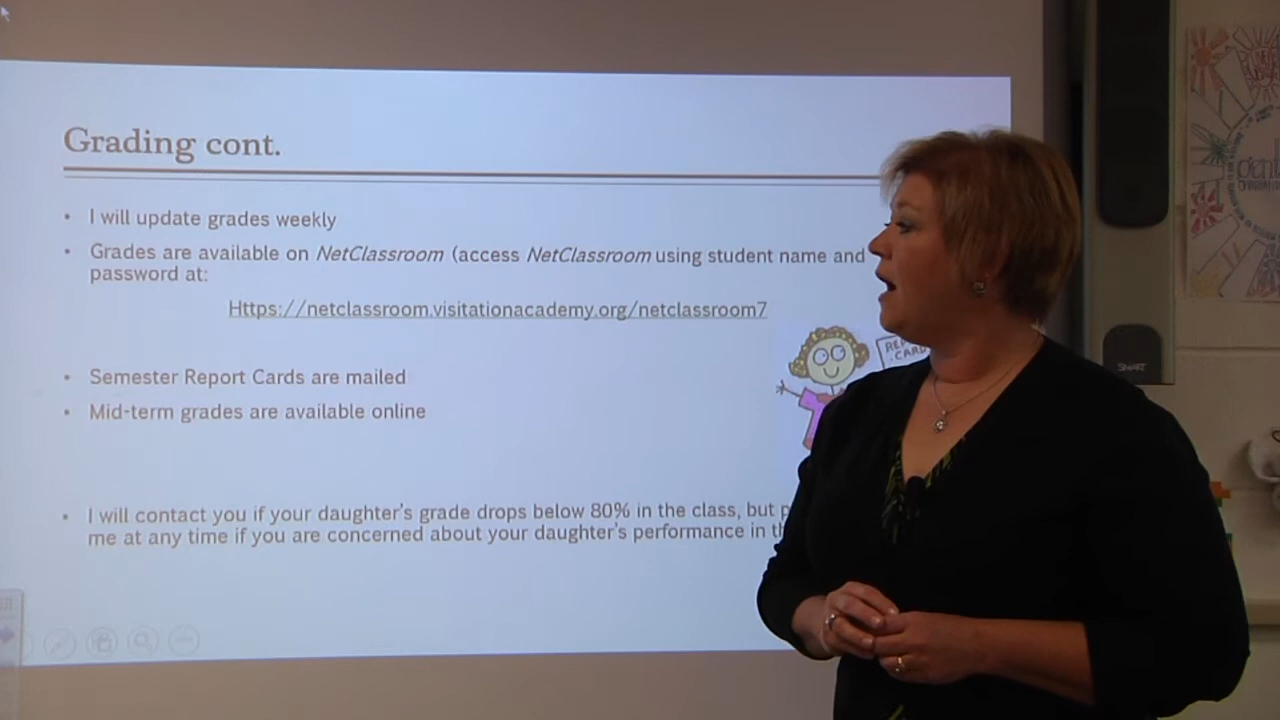 Grading cont.
• I will update grades weekly
• Grades are available on NetClassroom (access NetClassroom using student name and
password at:
Https://netclassroom.visitationacademy.org/netclassroom7
REPORT
CARD
• Semester Report Cards are mailed
• Mid-term grades are available online
• I will contact you if your daughter's grade drops below 80% in the class, but
me at any time if you are concerned about your daughter's performance in
SMART